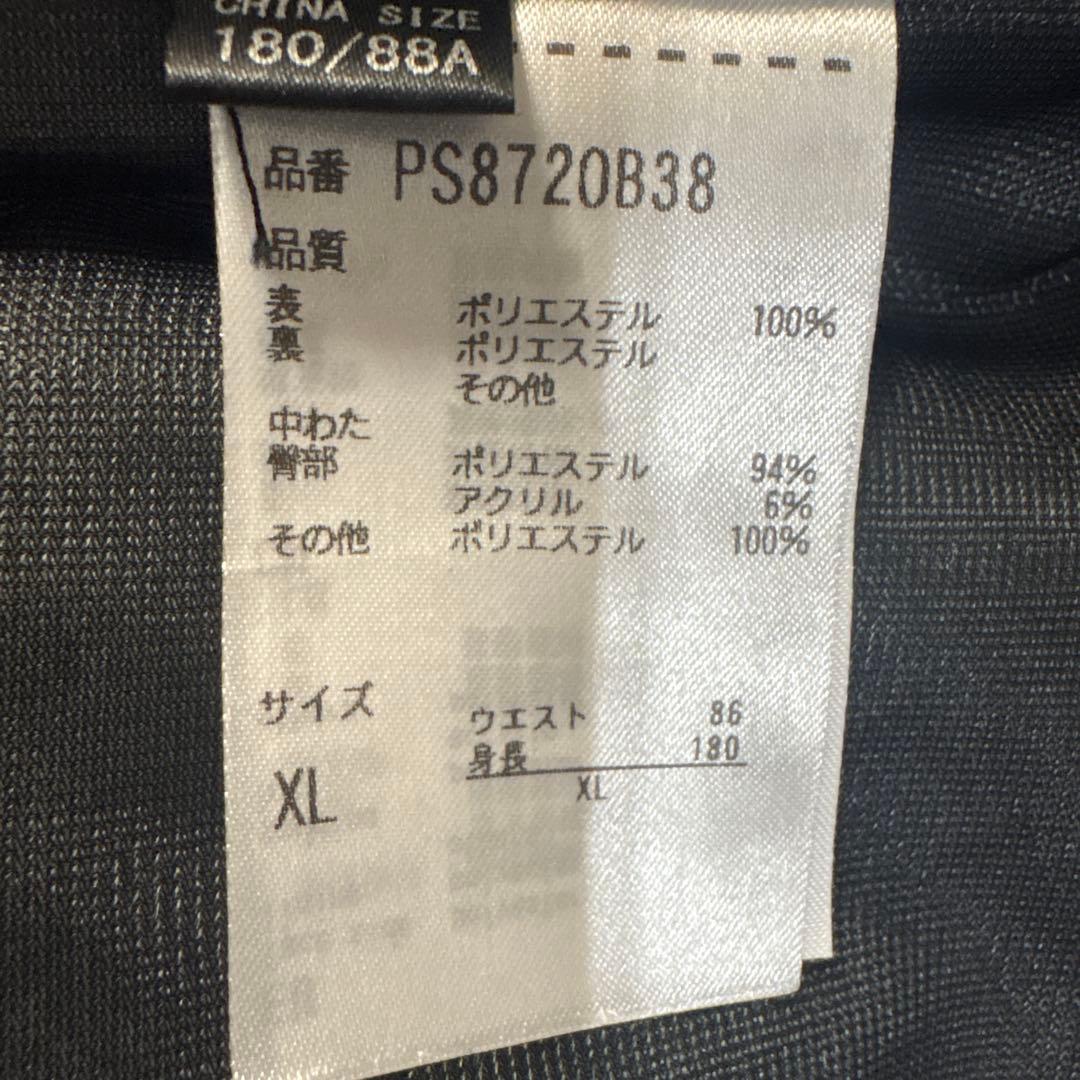 CHINA SIZE
180/88A
品番 PS8720B38
品質
表 ポリエステル 100%
裏 ポリエステル
その他
中わた
臀部 ポリエステル 94%
アクリル 6%
その他 ポリエステル 100%
サイズ ウエスト 86
身長 180
XL XL